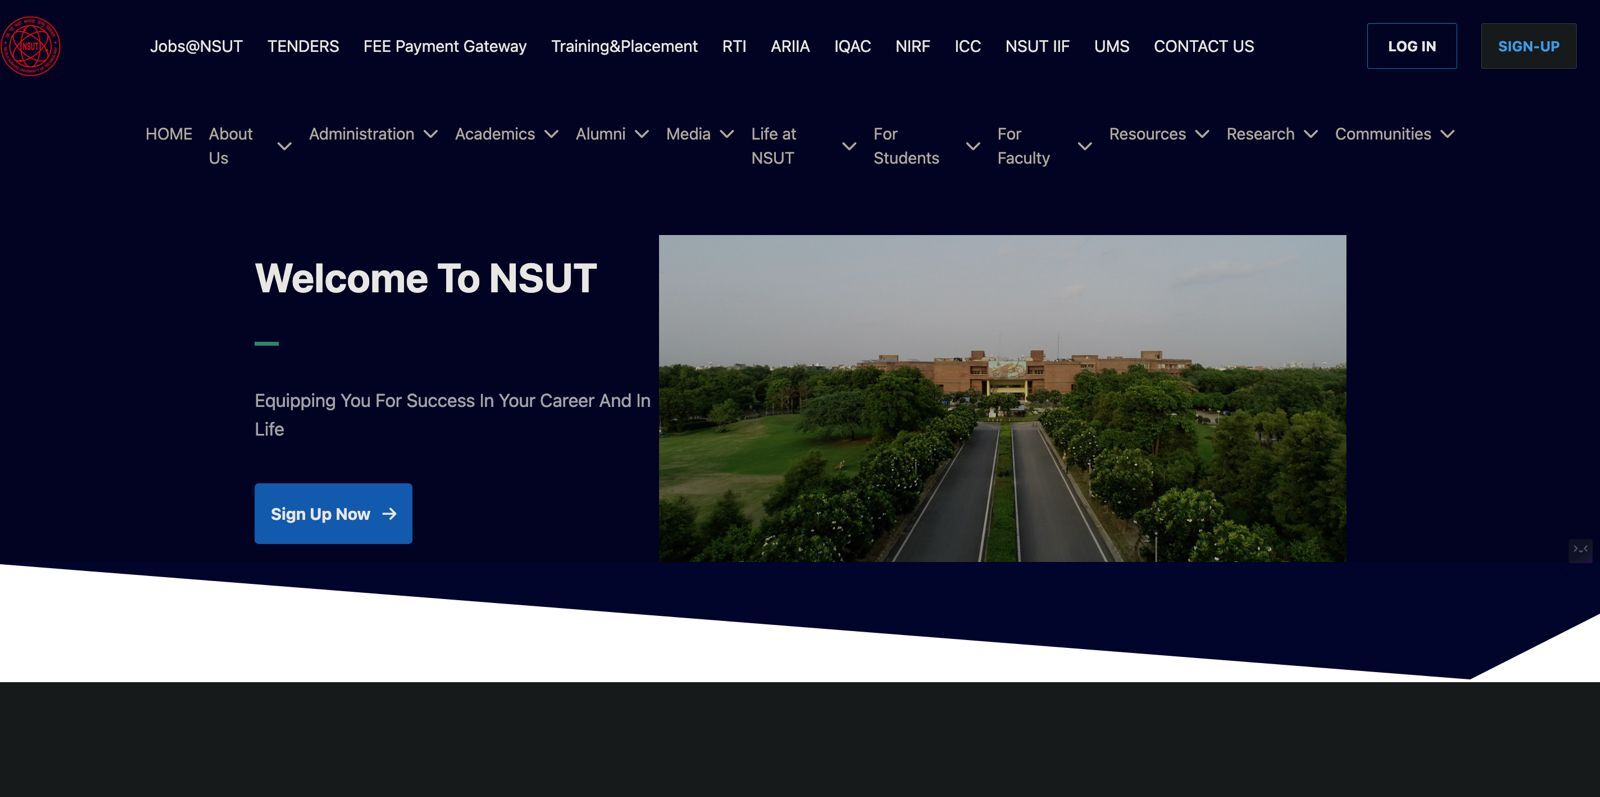 NSUT
Jobs@NSUT TENDERS FEE Payment Gateway Training&Placement RTI ARIIA IQAC NIRF ICC NSUT IIF UMS CONTACT US LOG IN SIGN-UP
HOME About Us Administration Academics Alumni Media Life at NSUT For Students For Faculty Resources Research Communities
Welcome To NSUT
Equipping You For Success In Your Career And In
Life
Sign Up Now